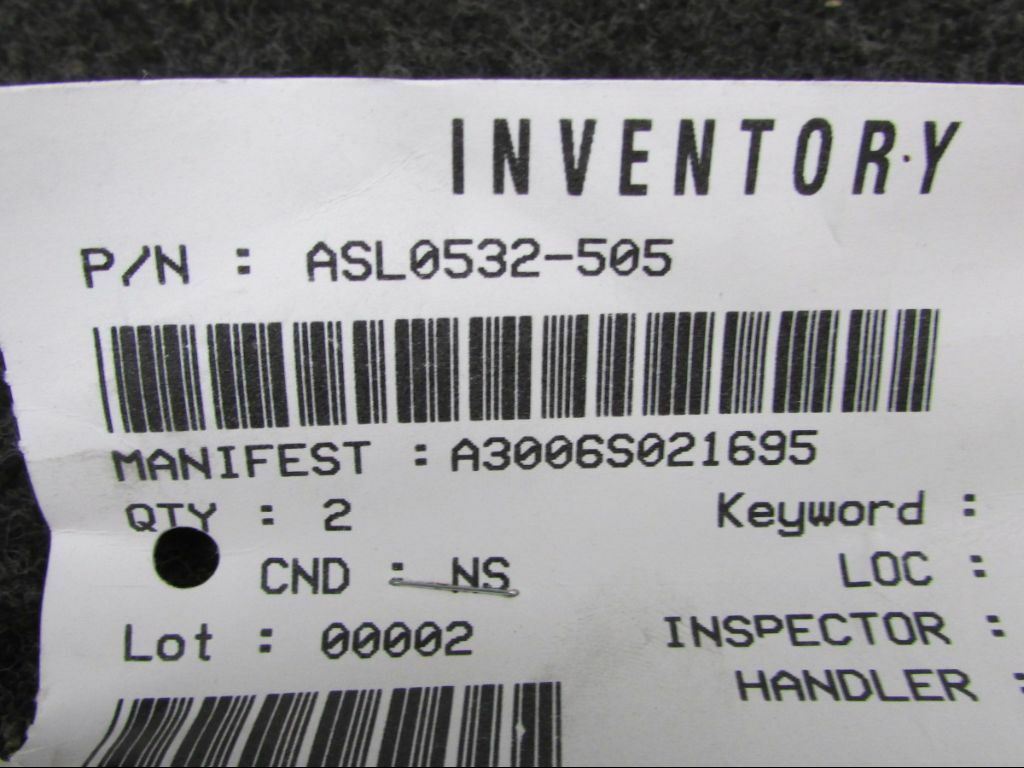 INVENTORY
P/N : ASL0532-505
MANIFEST : A3006S021695
QTY : 2 Keyword :
CND : NS LOC :
Lot : 00002 INSPECTOR :
HANDLER :